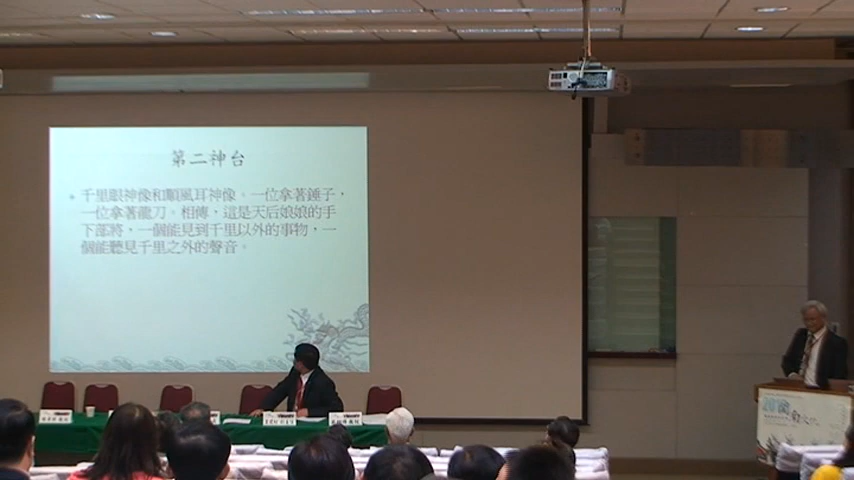 第二神台
千里眼神像和順風耳神像。一位拿著錘子，
一位拿著龍刀。相傳，這是天后娘娘的手
下部將，一個能見到千里以外的事物，一
個能聽見千里之外的聲音。